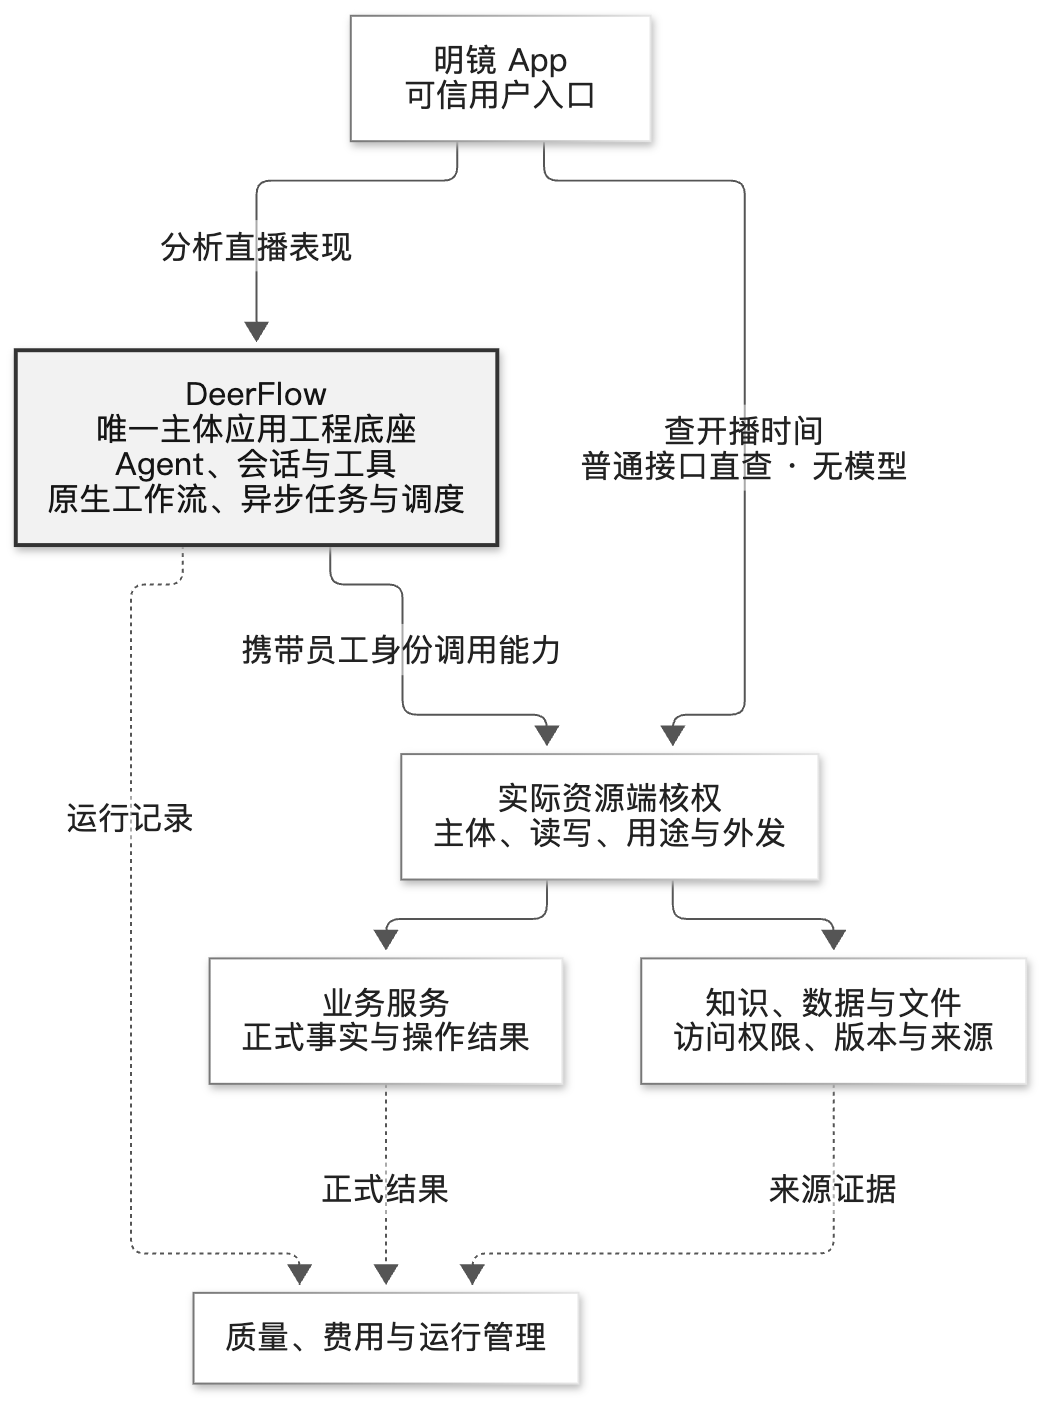 明镜 App
可信用户入口
分析直播表现
DeerFlow
唯一主体应用工程底座
Agent、会话与工具
原生工作流、异步任务与调度
查开播时间
普通接口直查 · 无模型
携带员工身份调用能力
实际资源端核权
主体、读写、用途与外发
运行记录
业务服务
正式事实与操作结果
知识、数据与文件
访问权限、版本与来源
正式结果
来源证据
质量、费用与运行管理